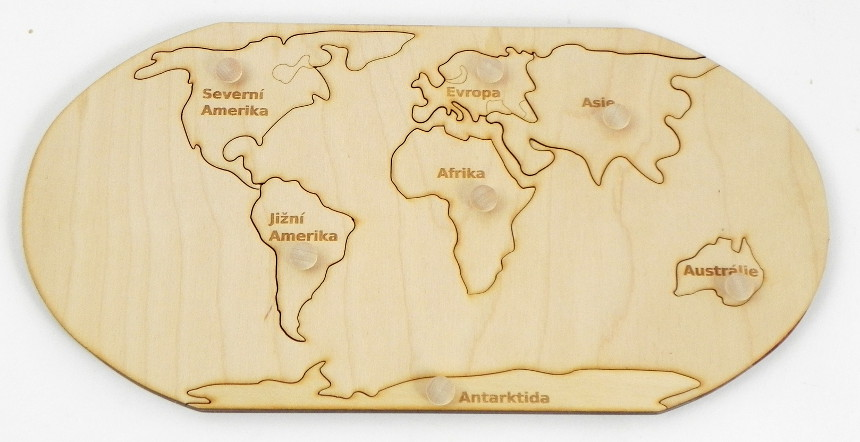 Severní
Amerika
Evropa
Asie
Afrika
Jižní
Amerika
Austrálie
Antarktida